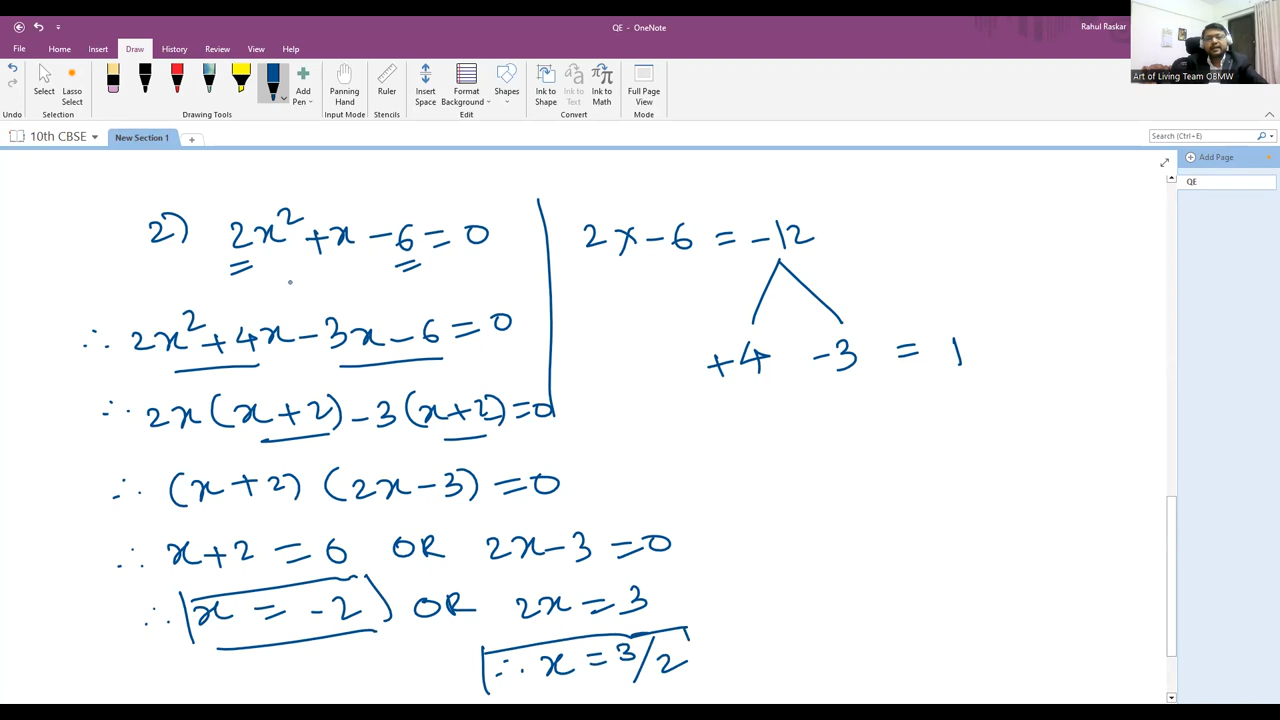 QE - OneNote
Rahul Raskar
File Home Insert Draw History Review View Help
Art of Living Team OBMW
Select Lasso Select Add Pen Panning Hand Ruler Insert Space Format Background Shapes Ink to Shape Ink to Text Ink to Math Full Page View
Undo Selection Drawing Tools Input Mode Stencils Edit Convert Mode
10th CBSE New Section 1 Search (Ctrl+E)
Add Page
QE
2) 2x² + x - 6 = 0
2 x - 6 = -12
+4 -3 = 1
∴ 2x² + 4x - 3x - 6 = 0
∴ 2x (x + 2) - 3 (x + 2) = 0
∴ (x + 2) (2x - 3) = 0
∴ x + 2 = 0 OR 2x - 3 = 0
∴ x = -2 OR 2x = 3
∴ x = 3/2